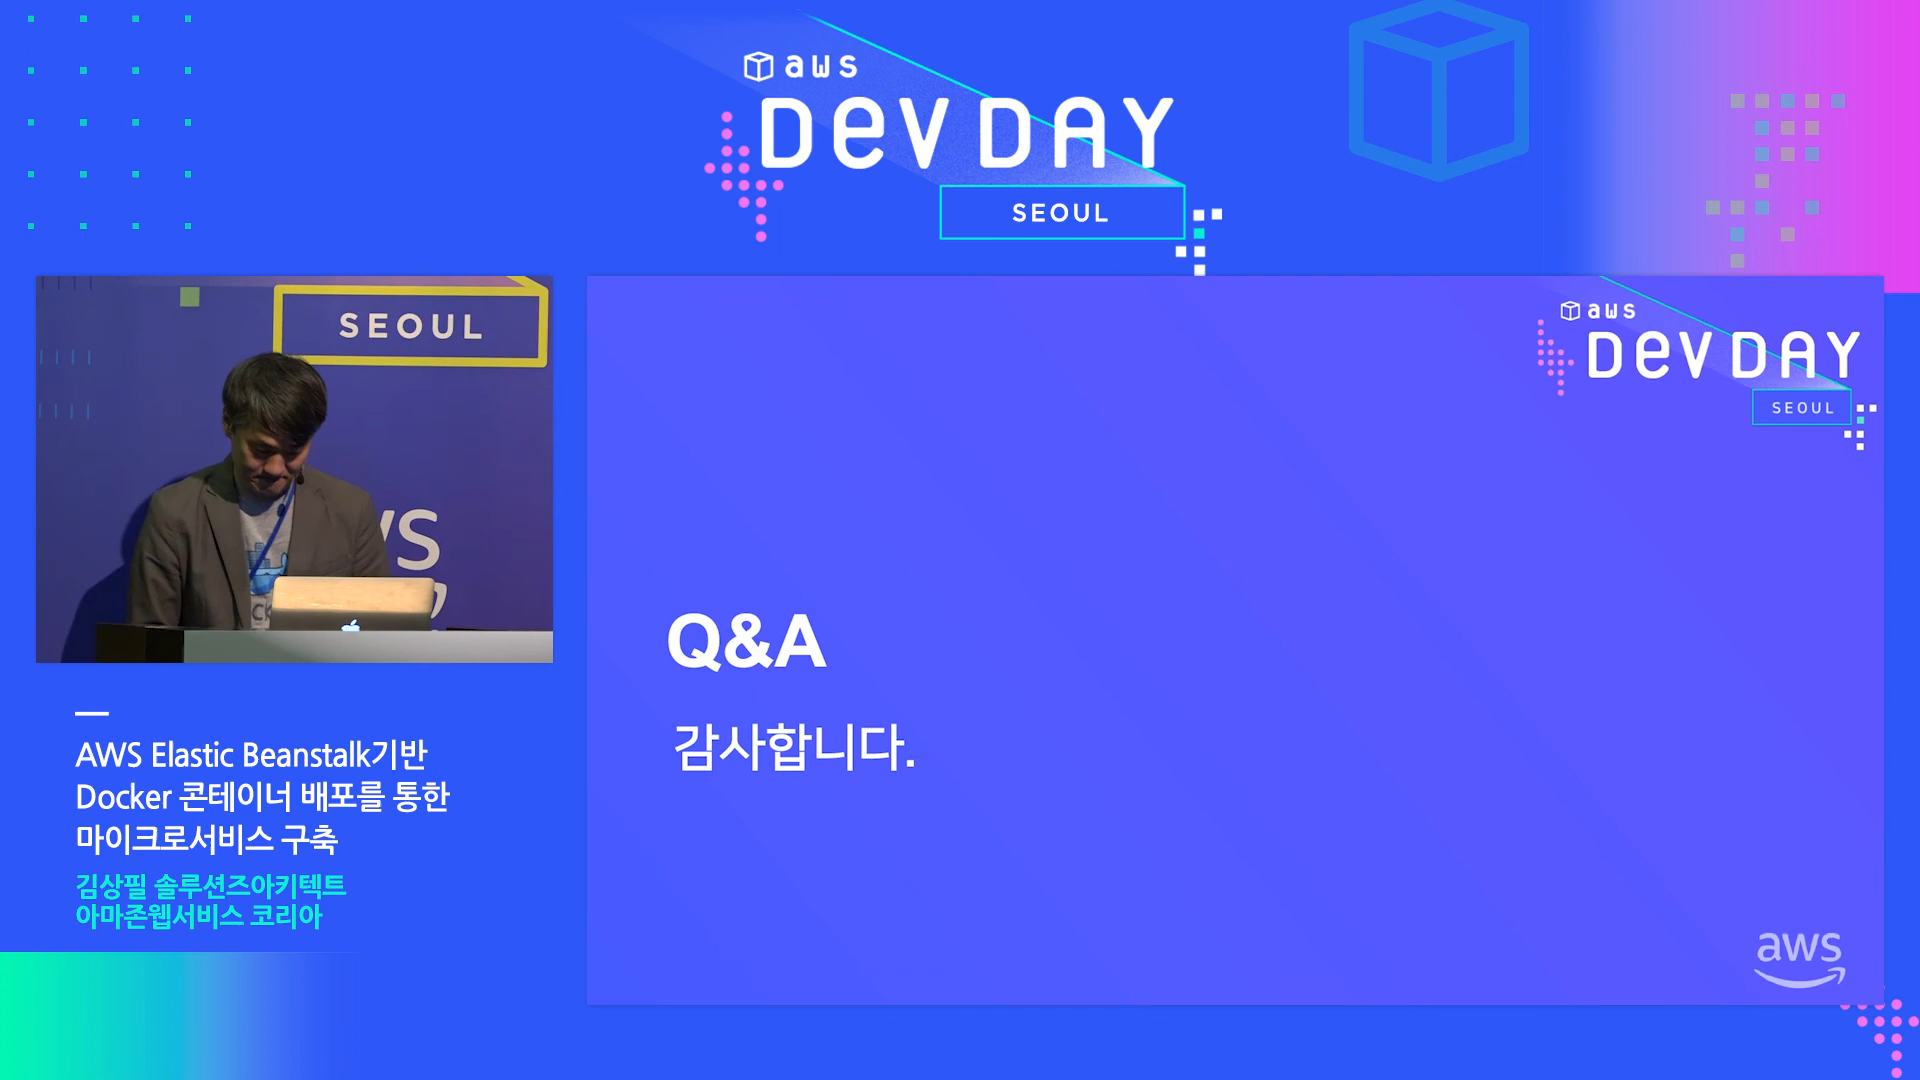 aws
DEV DAY
SEOUL
SEOUL
aws
DEV DAY
SEOUL
Q&A
감사합니다.
AWS Elastic Beanstalk기반
Docker 콘테이너 배포를 통한
마이크로서비스 구축
김상필 솔루션즈아키텍트
아마존웹서비스 코리아
aws